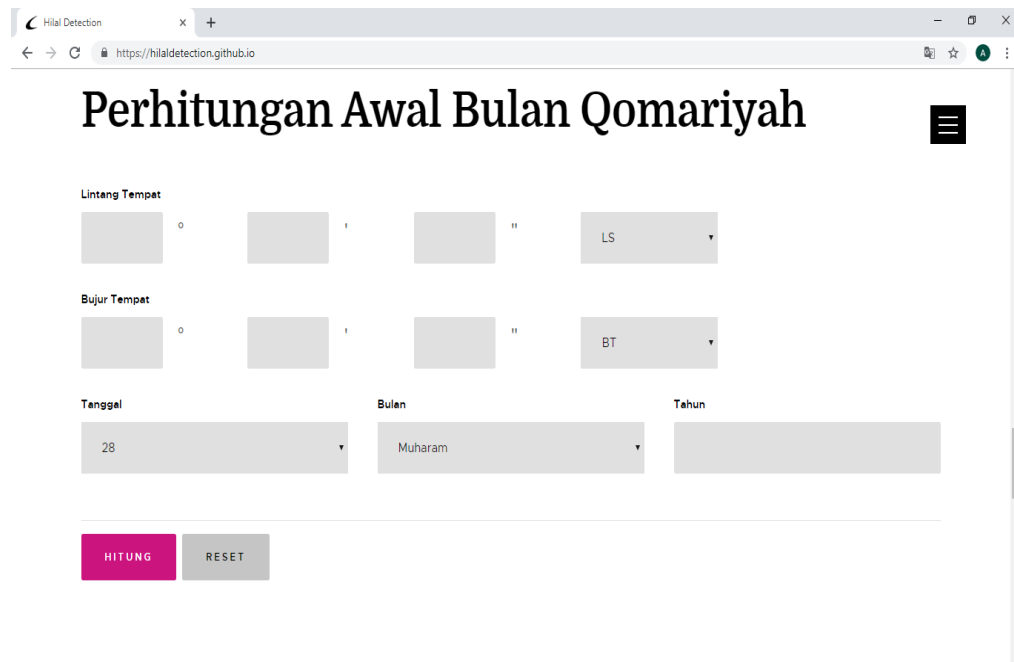 Hilal Detection
https://hilaldetection.github.io
A
Perhitungan Awal Bulan Qomariyah
Lintang Tempat
° ' " LS
Bujur Tempat
° ' " BT
Tanggal Bulan Tahun
28 Muharam
HITUNG RESET